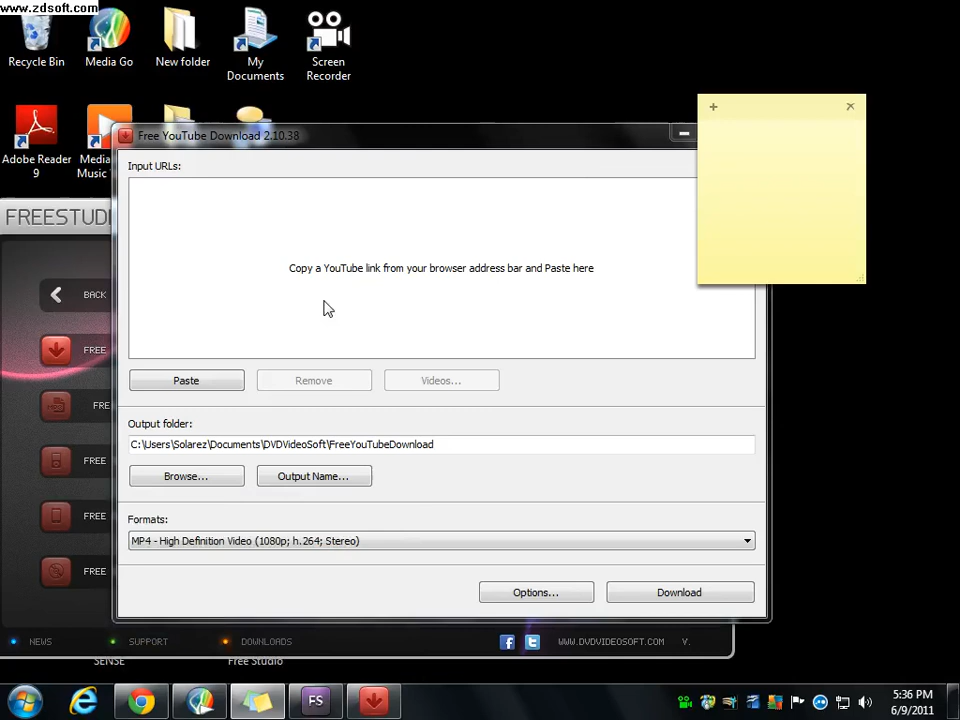 www.zdsoft.com
Recycle Bin
Media Go
New folder
My
Documents
Screen
Recorder
Adobe Reader
9
Media
Music
Free YouTube Download 2.10.38
Input URLs:
Copy a YouTube link from your browser address bar and Paste here
FREESTUD
BACK
FREE
FRE
FREE
FREE
FREE
Paste
Remove
Videos...
Output folder:
C:\Users\Solarez\Documents\DVDVideoSoft\FreeYouTubeDownload
Browse...
Output Name...
Formats:
MP4 - High Definition Video (1080p; h.264; Stereo)
Options...
Download
NEWS
SUPPORT
DOWNLOADS
WWW.DVDVIDEOSOFT.COM
V.
SENSE
Free Studio
FS
5:36 PM
6/9/2011